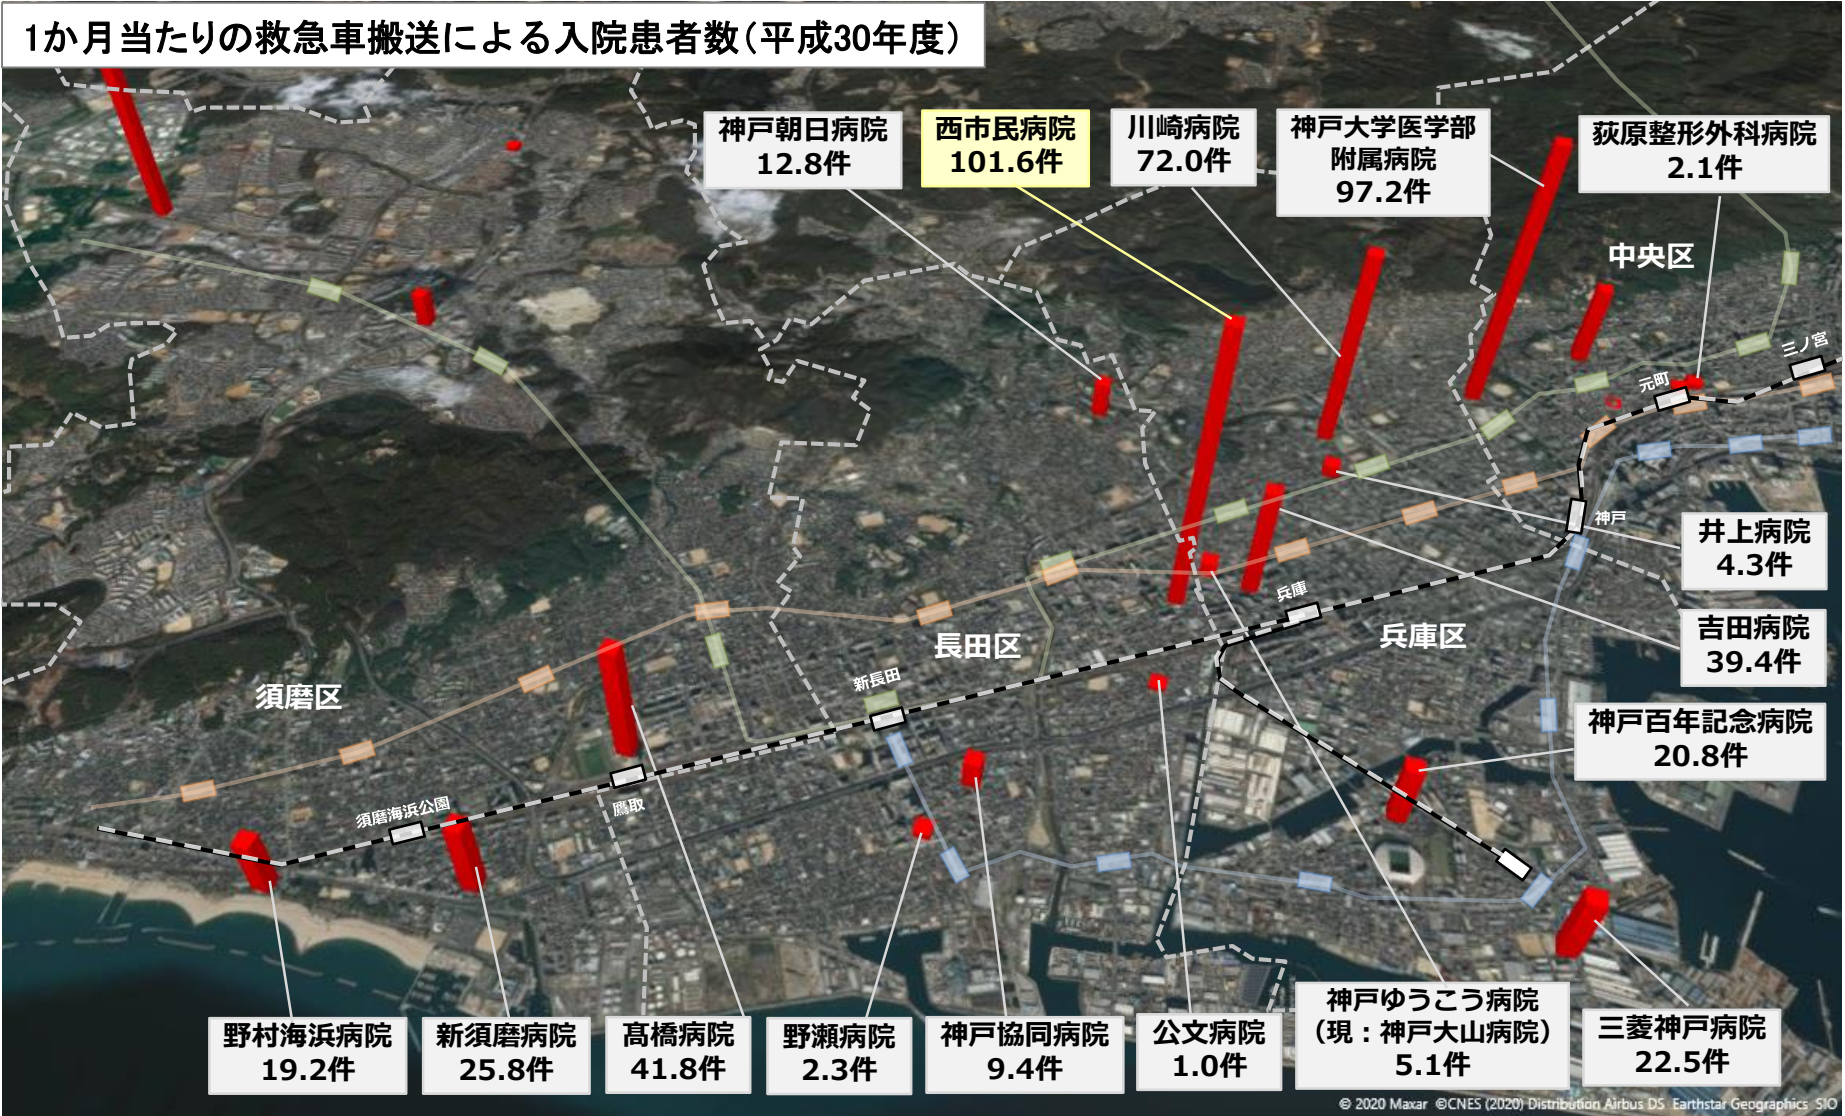 1か月当たりの救急車搬送による入院患者数（平成30年度）
神戸朝日病院
12.8件
西市民病院
101.6件
川崎病院
72.0件
神戸大学医学部
附属病院
97.2件
荻原整形外科病院
2.1件
中央区
三ノ宮
元町
神戸
井上病院
4.3件
兵庫
吉田病院
39.4件
兵庫区
長田区
新長田
須磨区
神戸百年記念病院
20.8件
須磨海浜公園
鷹取
野村海浜病院
19.2件
新須磨病院
25.8件
髙橋病院
41.8件
野瀬病院
2.3件
神戸協同病院
9.4件
公文病院
1.0件
神戸ゆうこう病院
（現：神戸大山病院）
5.1件
三菱神戸病院
22.5件
© 2020 Maxar ©CNES (2020) Distribution Airbus DS Earthstar Geographics SIO